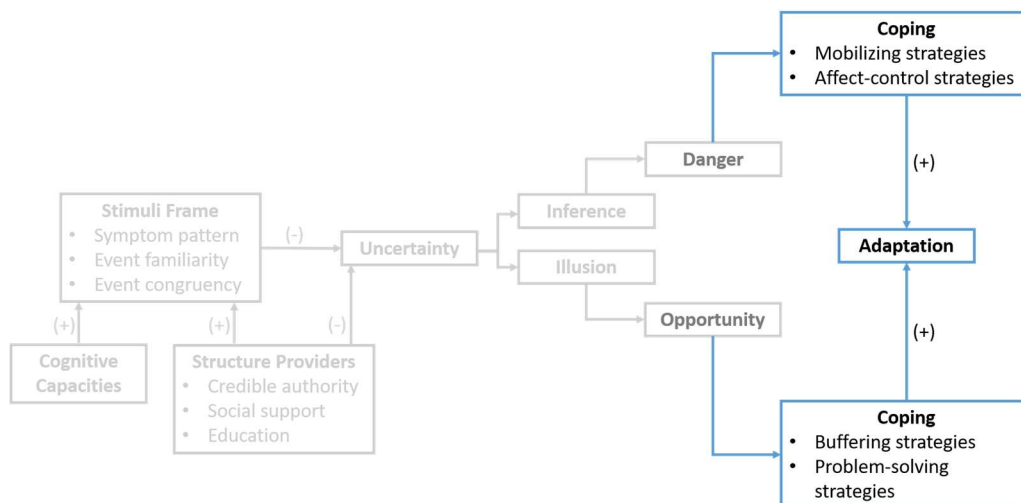 Coping
• Mobilizing strategies
• Affect-control strategies
(+)
Danger
Stimuli Frame
• Symptom pattern
• Event familiarity
• Event congruency
(-)
Uncertainty
Inference
Illusion
Adaptation
Opportunity
(+)
(+)
(-)
(+)
Cognitive
Capacities
Structure Providers
• Credible authority
• Social support
• Education
Coping
• Buffering strategies
• Problem-solving
strategies